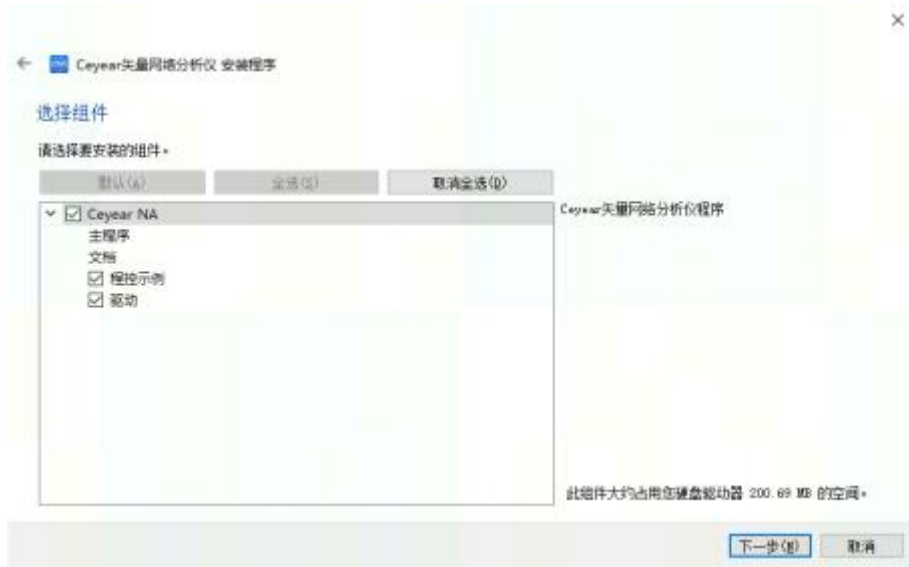 Ceyear矢量网络分析仪 安装程序
选择组件
请选择要安装的组件。
默认(A) 全选(S) 取消全选(D)
Ceyear NA
Ceyear矢量网络分析仪程序
主程序
文档
程控示例
驱动
此组件大约占用您硬盘驱动器 200.69 MB 的空间。
下一步(N) 取消